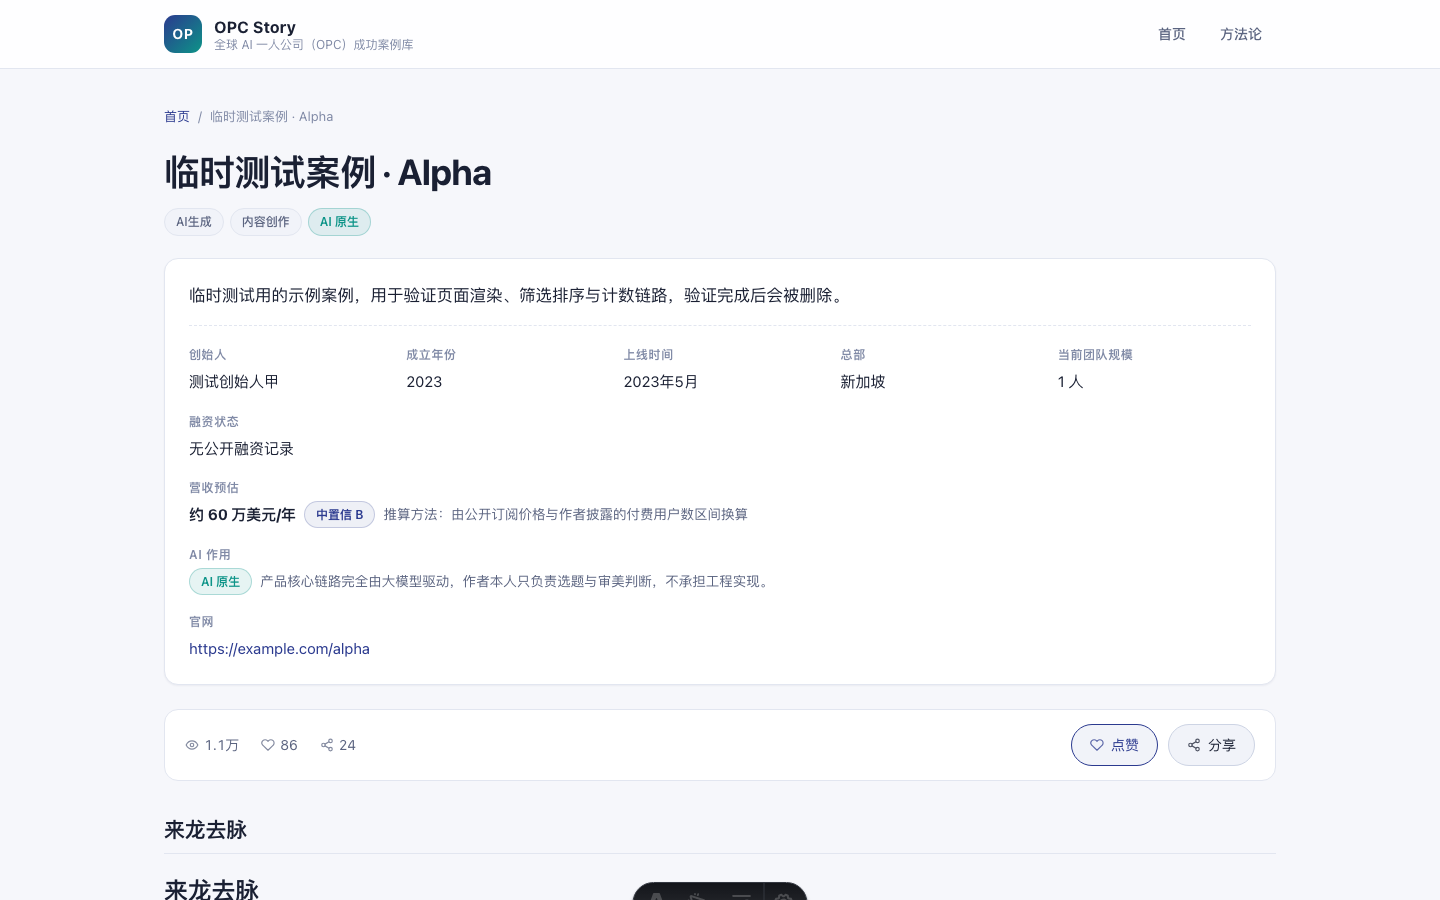 OP
OPC Story
全球 AI 一人公司（OPC）成功案例库
首页
方法论
首页 / 临时测试案例 · Alpha
临时测试案例 · Alpha
AI生成
内容创作
AI 原生
临时测试用的示例案例，用于验证页面渲染、筛选排序与计数链路，验证完成后会被删除。
创始人
测试创始人甲
成立年份
2023
上线时间
2023年5月
总部
新加坡
当前团队规模
1 人
融资状态
无公开融资记录
营收预估
约 60 万美元/年 中置信 B 推算方法：由公开订阅价格与作者披露的付费用户数区间换算
AI 作用
AI 原生 产品核心链路完全由大模型驱动，作者本人只负责选题与审美判断，不承担工程实现。
官网
https://example.com/alpha
1.1万 86 24
点赞
分享
来龙去脉
来龙去脉